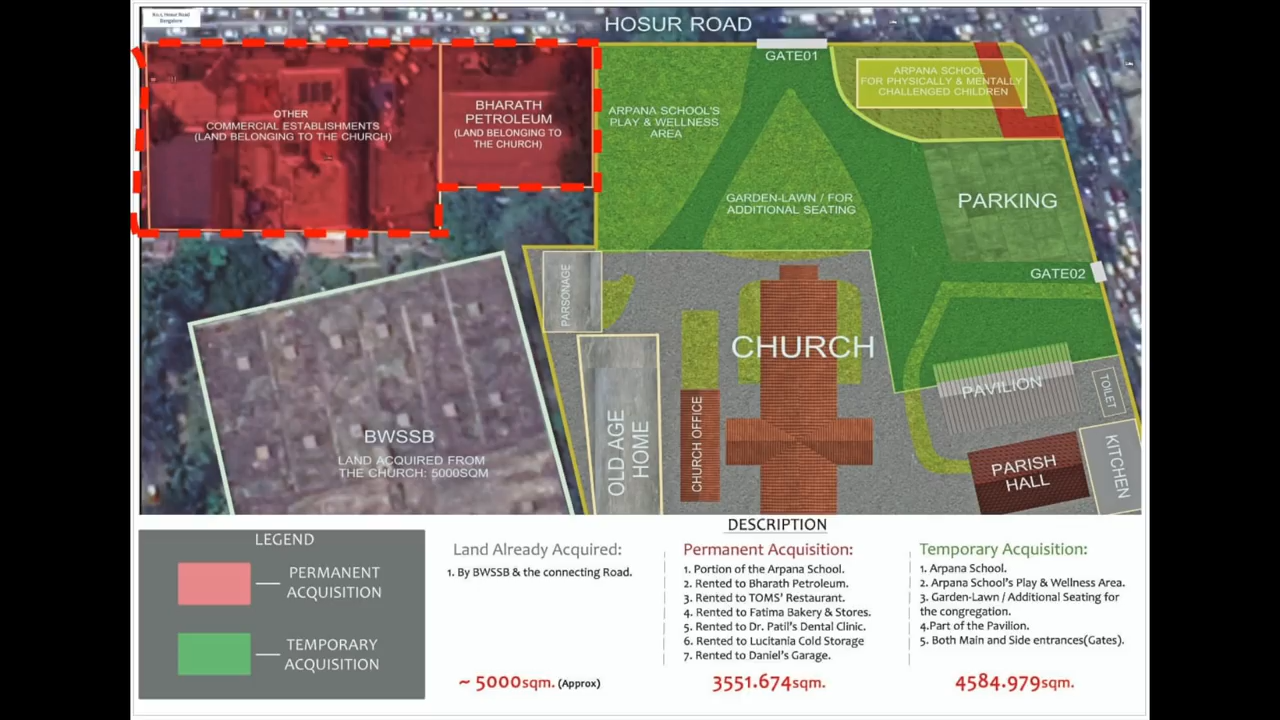 No.1, Hosur Road
Bangalore
HOSUR ROAD
GATE01
ARPANA SCHOOL
FOR PHYSICALLY & MENTALLY
CHALLENGED CHILDREN
OTHER
COMMERCIAL ESTABLISHMENTS
(LAND BELONGING TO THE CHURCH)
BHARATH
PETROLEUM
(LAND BELONGING TO
THE CHURCH)
ARPANA SCHOOL'S
PLAY & WELLNESS
AREA
GARDEN-LAWN / FOR
ADDITIONAL SEATING
PARKING
GATE02
PARSONAGE
CHURCH
PAVILION
TOILET
OLD AGE
HOME
CHURCH OFFICE
BWSSB
LAND ACQUIRED FROM
THE CHURCH: 5000SQM
PARISH
HALL
KITCHEN
DESCRIPTION
LEGEND
PERMANENT
ACQUISITION
TEMPORARY
ACQUISITION
Land Already Acquired:
1. By BWSSB & the connecting Road.
~ 5000sqm. (Approx)
Permanent Acquisition:
1. Portion of the Arpana School.
2. Rented to Bharath Petroleum.
3. Rented to TOMS' Restaurant.
4. Rented to Fatima Bakery & Stores.
5. Rented to Dr. Patil's Dental Clinic.
6. Rented to Lucitania Cold Storage
7. Rented to Daniel's Garage.
3551.674sqm.
Temporary Acquisition:
1. Arpana School.
2. Arpana School's Play & Wellness Area.
3. Garden-Lawn / Additional Seating for
the congregation.
4.Part of the Pavilion.
5. Both Main and Side entrances(Gates).
4584.979sqm.